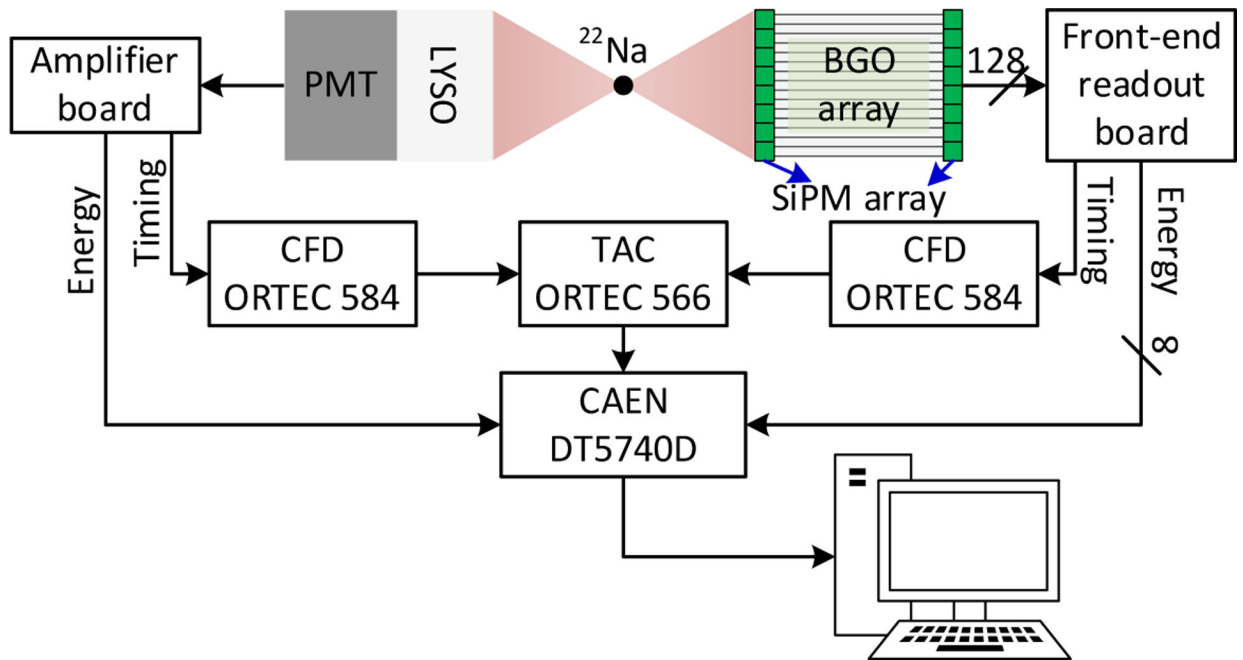 Amplifier
board
PMT
LYSO
²²Na
BGO
array
128
Front-end
readout
board
SiPM array
Energy
Timing
Timing
Energy
8
CFD
ORTEC 584
TAC
ORTEC 566
CFD
ORTEC 584
CAEN
DT5740D